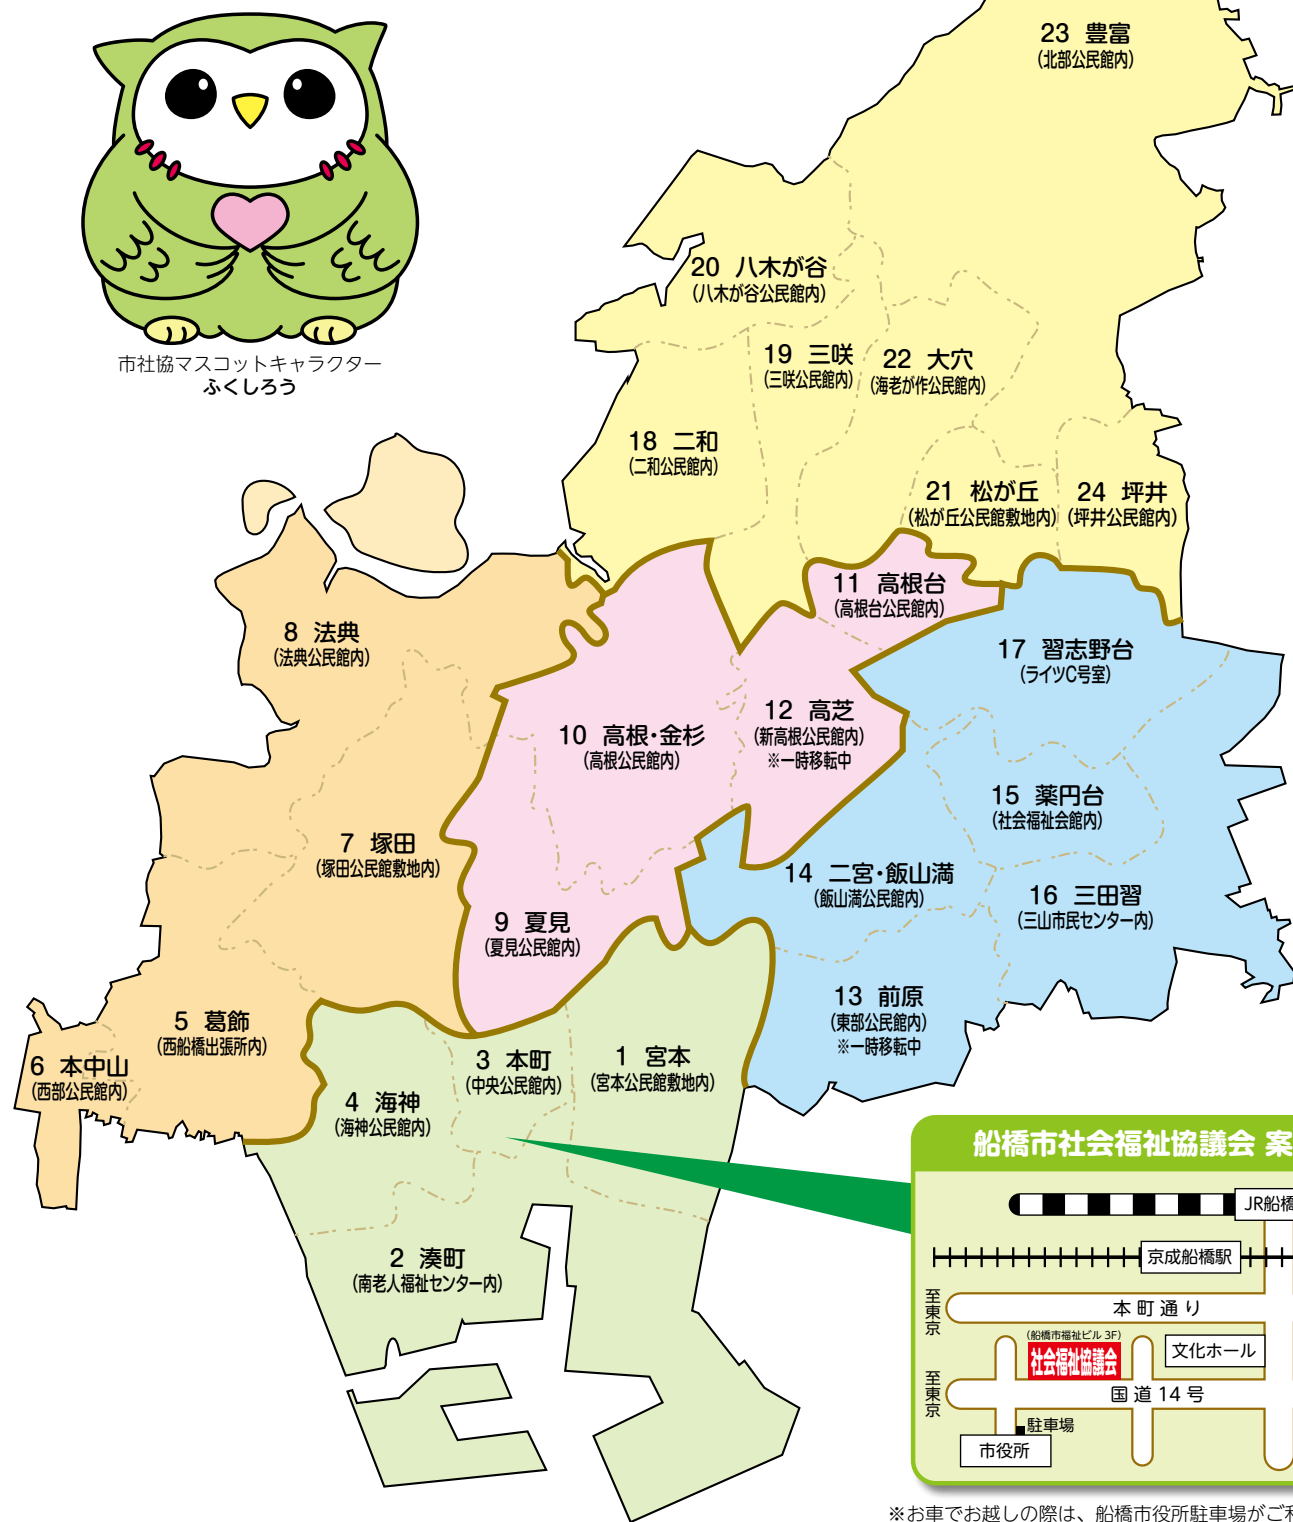 市社協マスコットキャラクター
ふくしろう
23 豊富
(北部公民館内)
20 八木が谷
(八木が谷公民館内)
19 三咲
(三咲公民館内)
22 大穴
(海老が作公民館内)
18 二和
(二和公民館内)
21 松が丘
(松が丘公民館敷地内)
24 坪井
(坪井公民館内)
11 高根台
(高根台公民館内)
8 法典
(法典公民館内)
17 習志野台
(ライツC号室)
10 高根・金杉
(高根公民館内)
12 高芝
(新高根公民館内)
※一時移転中
15 薬円台
(社会福祉会館内)
7 塚田
(塚田公民館敷地内)
14 二宮・飯山満
(飯山満公民館内)
16 三田習
(三山市民センター内)
9 夏見
(夏見公民館内)
13 前原
(東部公民館内)
※一時移転中
5 葛飾
(西船橋出張所内)
6 本中山
(西部公民館内)
3 本町
(中央公民館内)
1 宮本
(宮本公民館敷地内)
4 海神
(海神公民館内)
2 湊町
(南老人福祉センター内)
船橋市社会福祉協議会 案
JR船橋
京成船橋駅
至東京
本町通り
(船橋市福祉ビル 3F)
社会福祉協議会
文化ホール
至東京
国道14号
駐車場
市役所
※お車でお越しの際は、船橋市役所駐車場がご利